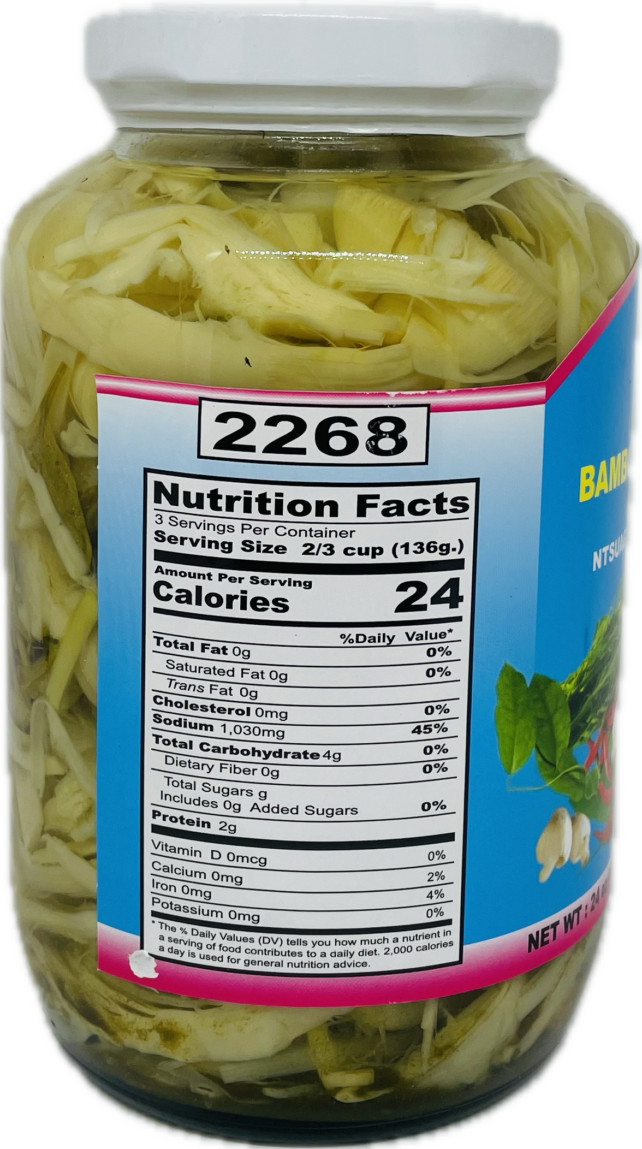 2268
Nutrition Facts
3 Servings Per Container
Serving Size 2/3 cup (136g.)
Amount Per Serving
Calories 24
%Daily Value*
Total Fat 0g 0%
Saturated Fat 0g 0%
Trans Fat 0g
Cholesterol 0mg 0%
Sodium 1,030mg 45%
Total Carbohydrate 4g 0%
Dietary Fiber 0g 0%
Total Sugars g
Includes 0g Added Sugars 0%
Protein 2g
Vitamin D 0mcg 0%
Calcium 0mg 2%
Iron 0mg 4%
Potassium 0mg 0%
* The % Daily Values (DV) tells you how much a nutrient in
a serving of food contributes to a daily diet. 2,000 calories
a day is used for general nutrition advice.
BAMB
NTSUA
NET WT : 24